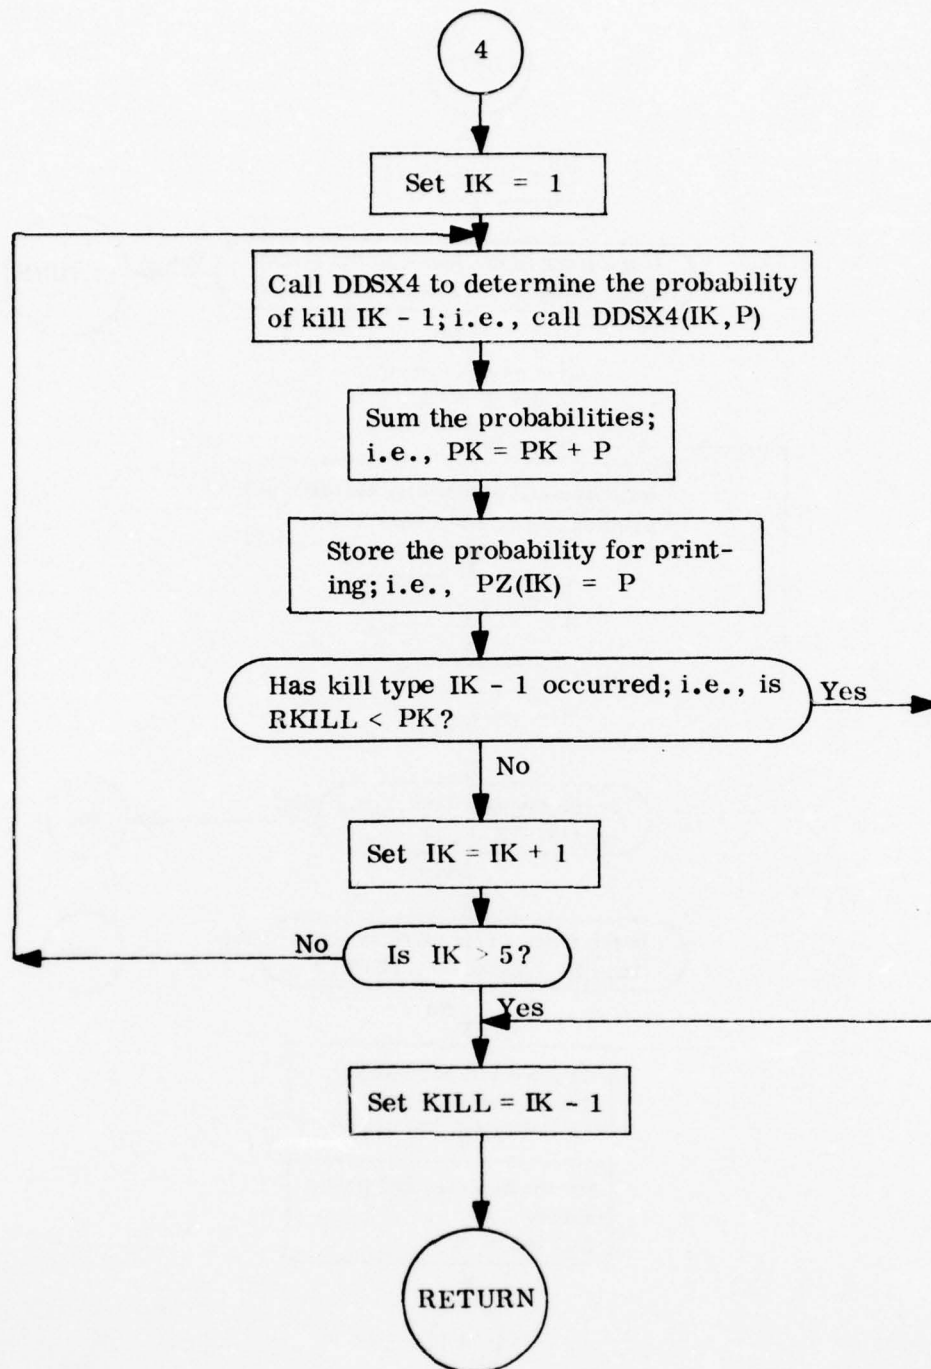 4
Set IK = 1
Call DDSX4 to determine the probability
of kill IK - 1; i.e., call DDSX4(IK,P)
Sum the probabilities;
i.e., PK = PK + P
Store the probability for print-
ing; i.e., PZ(IK) = P
Has kill type IK - 1 occurred; i.e., is
RKILL < PK?
Yes
No
Set IK = IK + 1
No
Is IK > 5?
Yes
Set KILL = IK - 1
RETURN